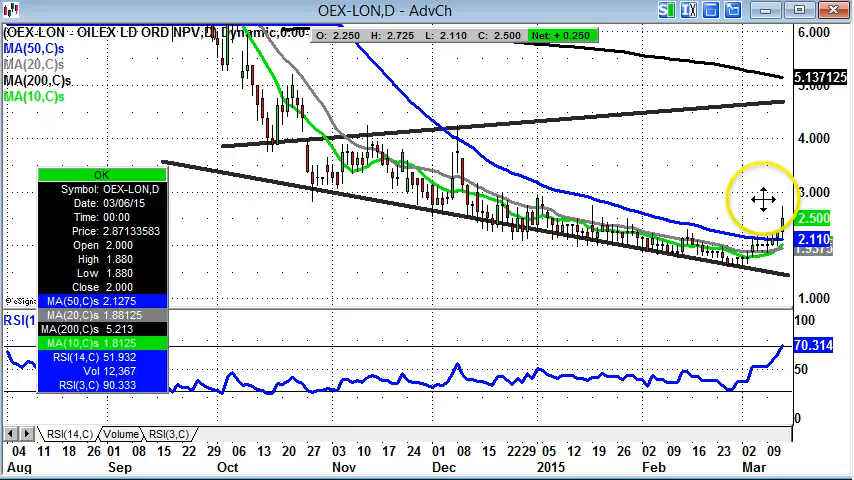 OEX-LON,D - AdvCh
(OEX-LON - OILEX LD ORD NPV,D) Dynamic,0:00-
O: 2.250 H: 2.725 L: 2.110 C: 2.500 Net: + 0.250
MA(50,C)s
MA(20,C)s
MA(200,C)s
MA(10,C)s
6.000
5.137125
5.000
4.000
3.000
2.500
2.110
1.000
OK
Symbol: OEX-LON,D
Date: 03/06/15
Time: 00:00
Price: 2.87133583
Open 2.000
High 1.880
Low 1.880
Close 2.000
MA(50,C)s 2.1275
MA(20,C)s 1.88125
MA(200,C)s 5.213
MA(10,C)s 1.8125
RSI(14,C) 51.932
Vol 12,367
RSI(3,C) 90.333
© eSigna
RSI(1
100
70.314
50
0
RSI(14,C) Volume RSI(3,C)
04 11 18 26 01 08 15 22 29 06 13 20 27 03 10 17 24 01 08 15 22 29 05 12 19 26 02 09 16 23 02 09
Aug Sep Oct Nov Dec 2015 Feb Mar